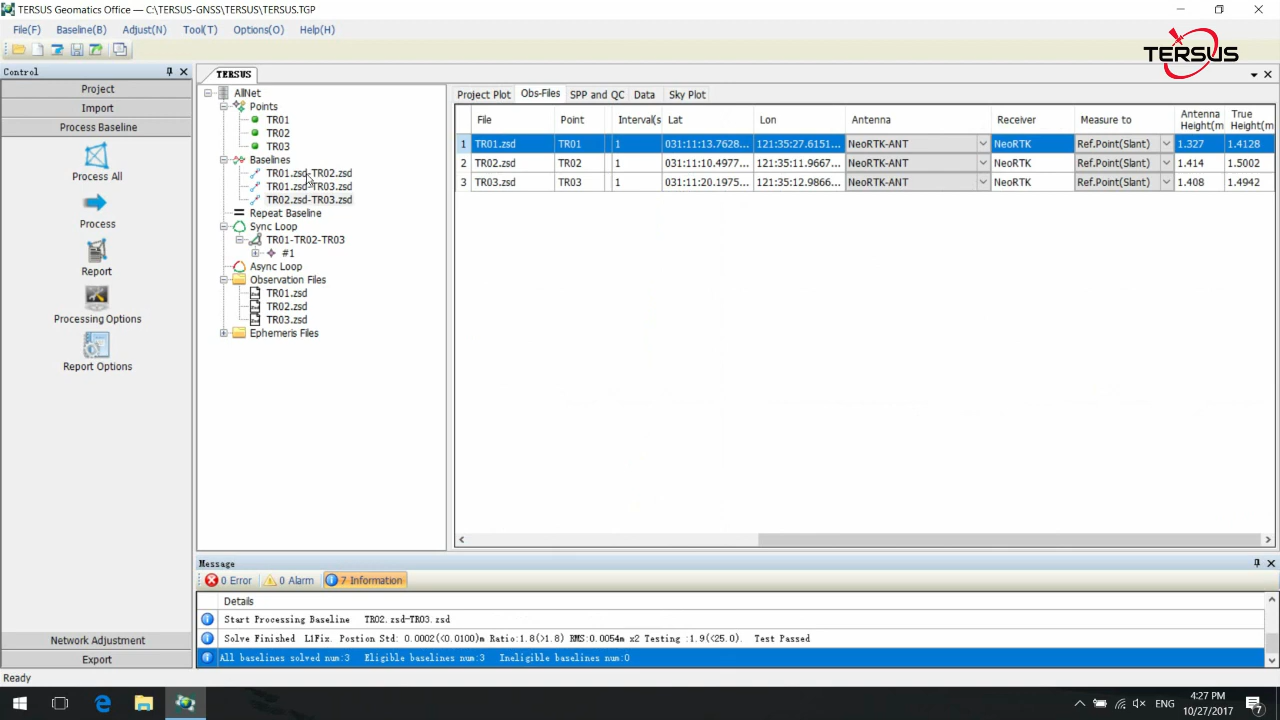 TERSUS Geomatics Office — C:\TERSUS-GNSS\TERSUS\TERSUS.TGP
File(F) Baseline(B) Adjust(N) Tool(T) Options(O) Help(H)
TERSUS
Control
Project
Import
Process Baseline
Process All
Process
Report
Processing Options
Report Options
Network Adjustment
Export
TERSUS
AllNet
Points
TR01
TR02
TR03
Baselines
TR01.zsd-TR02.zsd
TR01.zsd-TR03.zsd
TR02.zsd-TR03.zsd
Repeat Baseline
Sync Loop
TR01-TR02-TR03
#1
Async Loop
Observation Files
TR01.zsd
TR02.zsd
TR03.zsd
Ephemeris Files
Project Plot Obs-Files SPP and QC Data Sky Plot
File Point Interval(s Lat Lon Antenna Receiver Measure to Antenna Height(m True Height(m
1 TR01.zsd TR01 1 031:11:13.7628... 121:35:27.6151... NeoRTK-ANT NeoRTK Ref.Point(Slant) 1.327 1.4128
2 TR02.zsd TR02 1 031:11:10.4977... 121:35:11.9667... NeoRTK-ANT NeoRTK Ref.Point(Slant) 1.414 1.5002
3 TR03.zsd TR03 1 031:11:20.1975... 121:35:12.9866... NeoRTK-ANT NeoRTK Ref.Point(Slant) 1.408 1.4942
Message
0 Error 0 Alarm 7 Information
Details
Start Processing Baseline TR02.zsd-TR03.zsd
Solve Finished L1Fix. Postion Std: 0.0002(<0.0100)m Ratio:1.8(>1.8) RMS:0.0054m x2 Testing :1.9(<25.0). Test Passed
All baselines solved num:3 Eligible baselines num:3 Ineligible baselines num:0
Ready
ENG
4:27 PM
10/27/2017
7